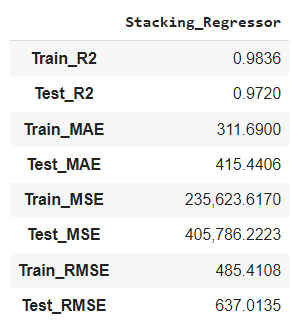 Stacking_Regressor
Train_R2 0.9836
Test_R2 0.9720
Train_MAE 311.6900
Test_MAE 415.4406
Train_MSE 235,623.6170
Test_MSE 405,786.2223
Train_RMSE 485.4108
Test_RMSE 637.0135